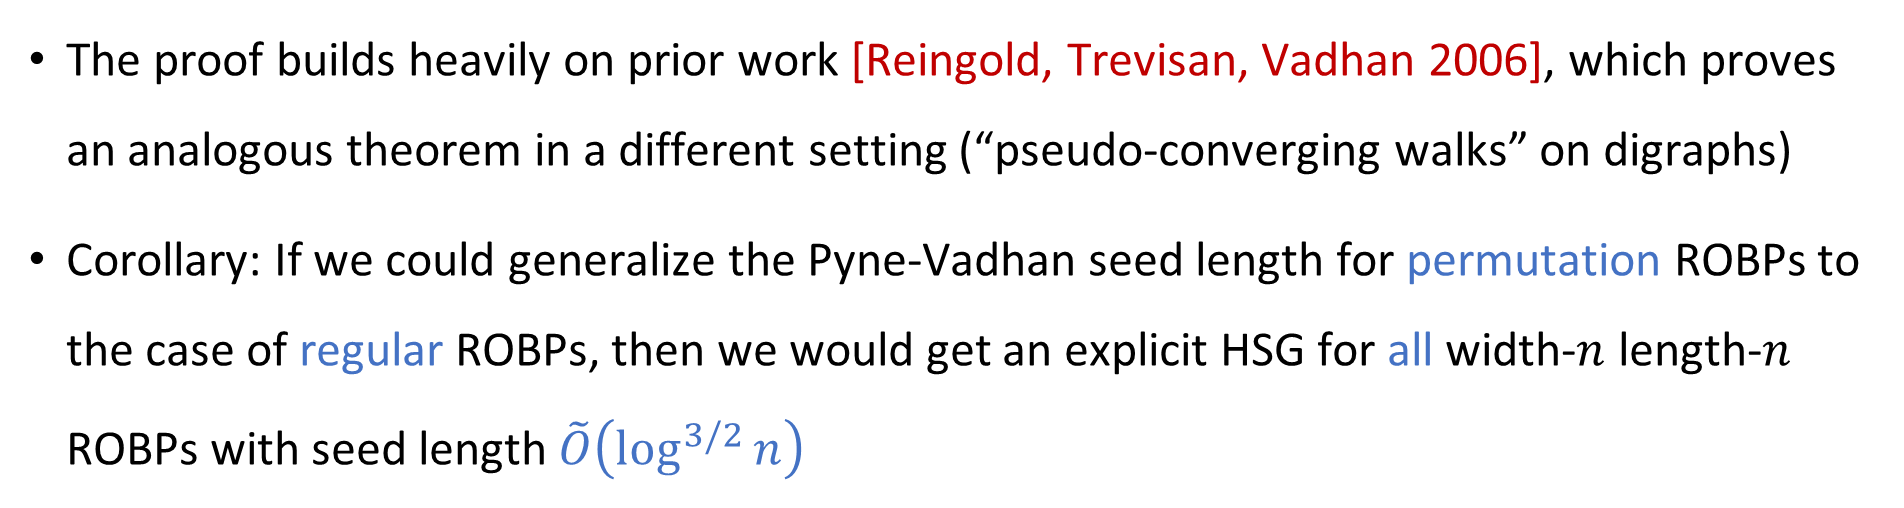 • The proof builds heavily on prior work [Reingold, Trevisan, Vadhan 2006], which proves
an analogous theorem in a different setting (“pseudo-converging walks” on digraphs)
• Corollary: If we could generalize the Pyne-Vadhan seed length for permutation ROBPs to
the case of regular ROBPs, then we would get an explicit HSG for all width-𝑛 length-𝑛
ROBPs with seed length Õ(log^{3/2} 𝑛)